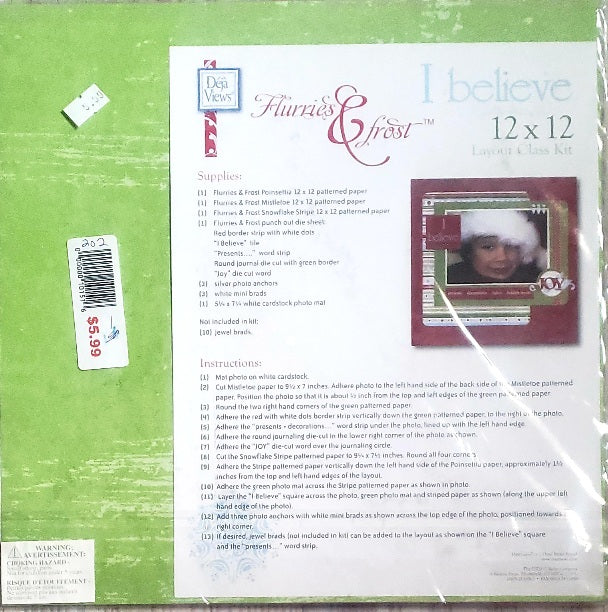 Déjà
Views
Flurries & frost™
I believe
12 x 12
Layout Class Kit
Supplies:
(1) Flurries & Frost Poinsettia 12 x 12 patterned paper
(1) Flurries & Frost Mistletoe 12 x 12 patterned paper
(1) Flurries & Frost Snowflake Stripe 12 x 12 patterned paper
(1) Flurries & Frost punch out die sheet:
Red border strip with white dots
"I Believe" tile
"Presents...." word strip
Round journal die cut with green border
"Joy" die cut word
silver photo anchors
white mini brads
(1) 5¼ x 7¼ white cardstock photo mat
Not included in kit:
(10) jewel brads.
I
believe
JOY
202
$5.99
Instructions:
(1) Mat photo on white cardstock.
(2) Cut Mistletoe paper to 9½ x 7 inches. Adhere photo to the left hand side of the back side of the Mistletoe patterned
paper. Position the photo so that it is about ½ inch from the top and left edges of the green patterned paper.
(3) Round the two right hand corners of the green patterned paper.
(4) Adhere the red with white dots border strip vertically down the green patterned paper, to the right of the photo.
(5) Adhere the "presents - decorations..." word strip under the photo, lined up with the left hand edge.
(6) Adhere the round journaling die-cut in the lower right corner of the photo as shown.
(7) Adhere the "JOY" die-cut word over the journaling circle.
(8) Cut the Snowflake Stripe patterned paper to 9¼ x 7½ inches. Round all four corners
(9) Adhere the Stripe patterned paper vertically down the left hand side of the Poinsettia paper, approximately 1½
inches from the top and left hand edges of the layout.
(10) Adhere the green photo mat across the Stripe patterned paper as shown in photo.
(11) Layer the "I Believe" square across the photo, green photo mat and striped paper as shown (along the upper left
hand edge of the photo).
(12) Add three photo anchors with white mini brads as shown across the top edge of the photo, positioned towards
right corner.
(13) If desired, jewel brads (not included in kit) can be added to the layout as shown on the "I Believe" square
and the "presents..." word strip.
WARNING:
AVERTISSEMENT:
CHOKING HAZARD -
RISQUE D'ÉTOUFFEMENT -